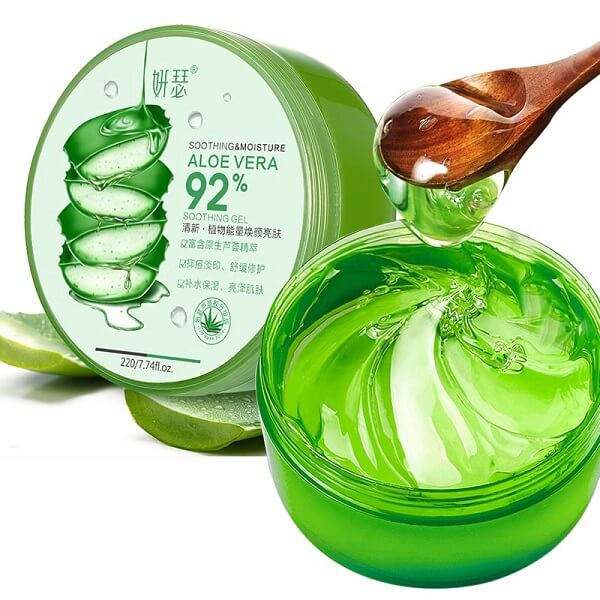 妍瑟®
SOOTHING&MOISTURE
ALOE VERA
92%
SOOTHING GEL
清新·植物能量焕颜亮肤
☑富含原生芦荟精萃
☑抑痘淡印、舒缓修护
☑补水保湿、亮泽肌肤
220/7.74fl.oz.